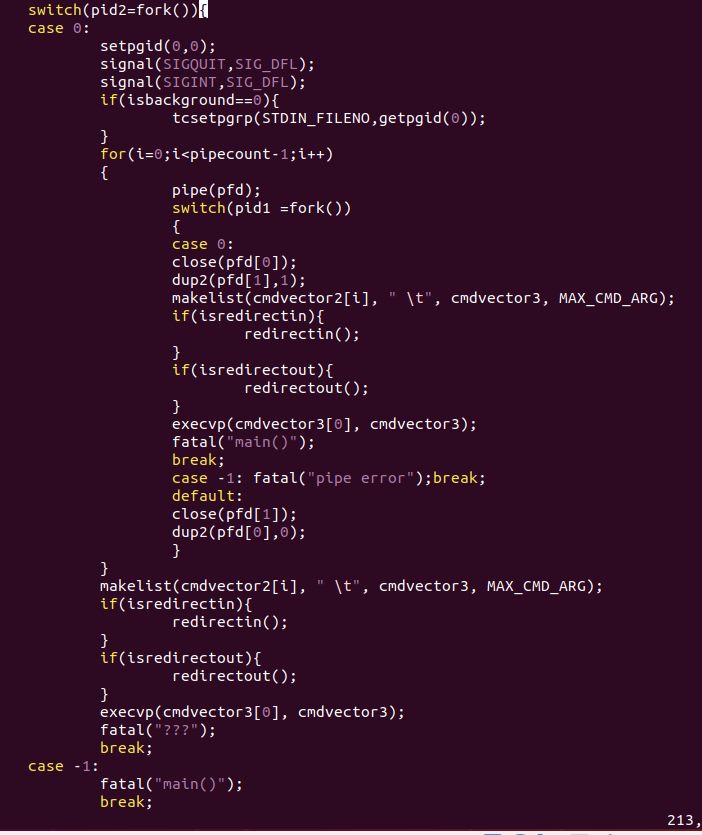 switch(pid2=fork()){
case 0:
setpgid(0,0);
signal(SIGQUIT,SIG_DFL);
signal(SIGINT,SIG_DFL);
if(isbackground==0){
tcsetpgrp(STDIN_FILENO,getpgid(0));
}
for(i=0;i<pipecount-1;i++)
{
pipe(pfd);
switch(pid1 =fork())
{
case 0:
close(pfd[0]);
dup2(pfd[1],1);
makelist(cmdvector2[i], " \t", cmdvector3, MAX_CMD_ARG);
if(isredirectin){
redirectin();
}
if(isredirectout){
redirectout();
}
execvp(cmdvector3[0], cmdvector3);
fatal("main()");
break;
case -1: fatal("pipe error");break;
default:
close(pfd[1]);
dup2(pfd[0],0);
}
}
makelist(cmdvector2[i], " \t", cmdvector3, MAX_CMD_ARG);
if(isredirectin){
redirectin();
}
if(isredirectout){
redirectout();
}
execvp(cmdvector3[0], cmdvector3);
fatal("???");
break;
case -1:
fatal("main()");
break;
213,